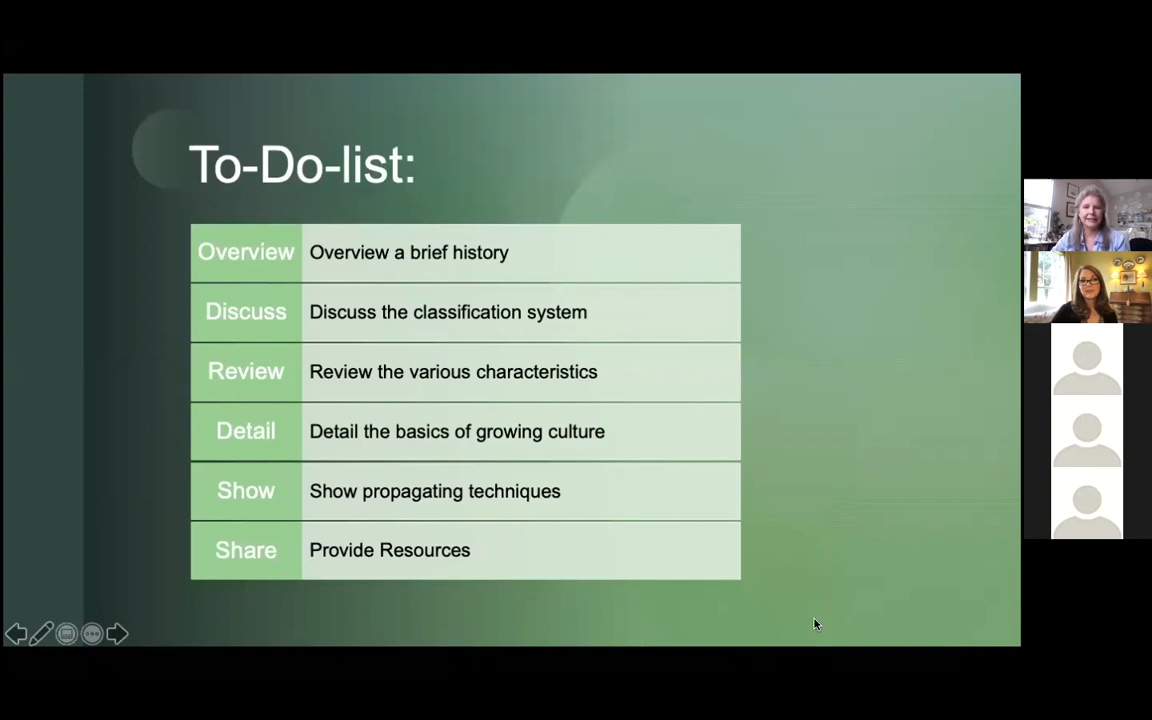 To-Do-list:
Overview Overview a brief history
Discuss Discuss the classification system
Review Review the various characteristics
Detail Detail the basics of growing culture
Show Show propagating techniques
Share Provide Resources